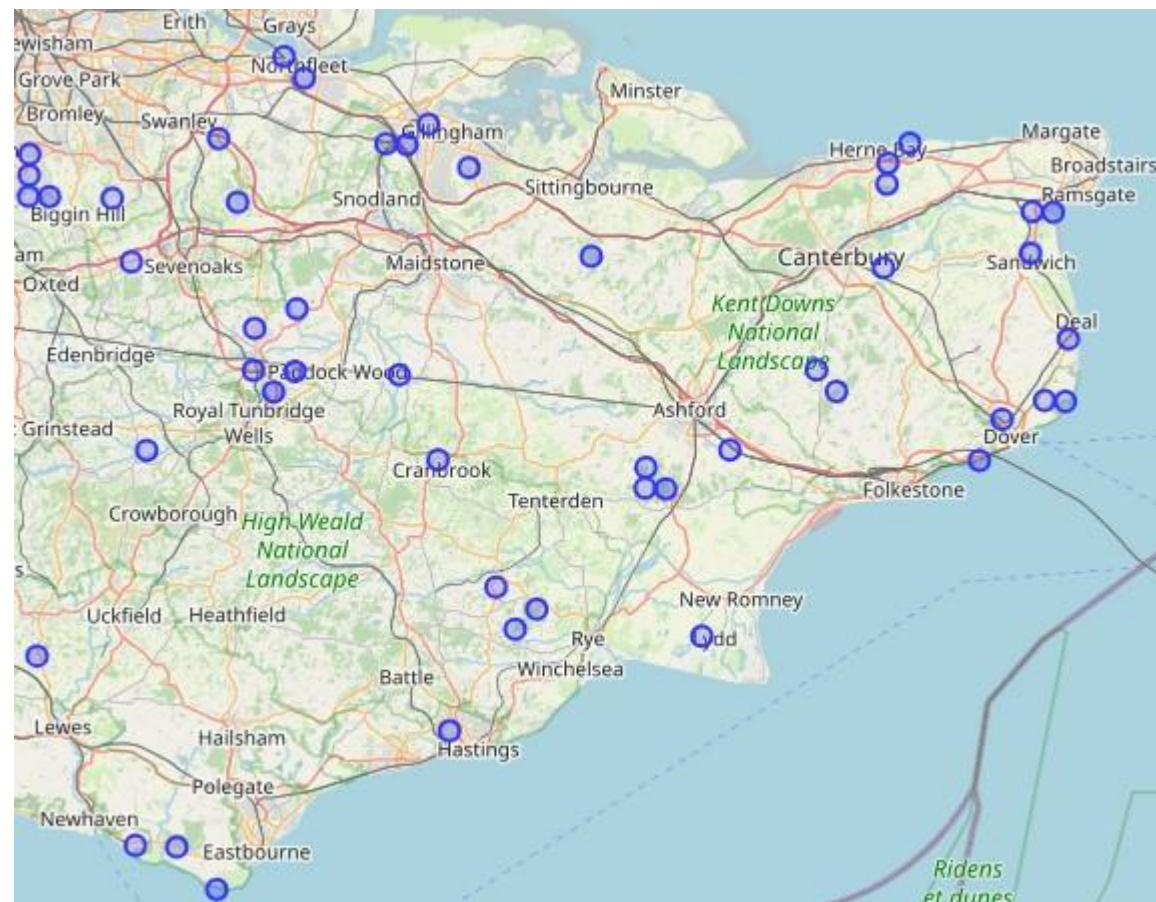 Erith
Grays
ewisham
Northfleet
Grove Park
Minster
Bromley
Swanley
Gillingham
Margate
Herne Bay
Broadstairs
Sittingbourne
Snodland
Ramsgate
Biggin Hill
am
Sevenoaks
Maidstone
Canterbury
Sandwich
Oxted
Kent Downs
National
Landscape
Deal
Edenbridge
Paddock Wood
Royal Tunbridge
Wells
Ashford
Grinstead
Dover
Cranbrook
Folkestone
Tenterden
Crowborough
High Weald
National
Landscape
s
Uckfield
Heathfield
New Romney
Rye
Lydd
Winchelsea
Battle
Lewes
Hailsham
Hastings
Polegate
Newhaven
Eastbourne
Ridens
et dunes